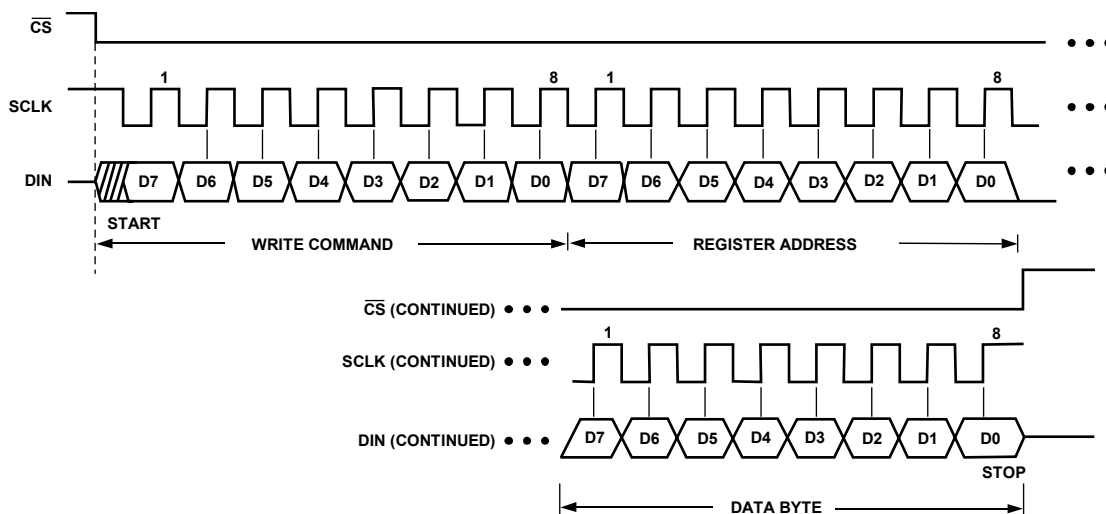 CS
1 8 1 8
SCLK
DIN D7 D6 D5 D4 D3 D2 D1 D0 D7 D6 D5 D4 D3 D2 D1 D0
START
WRITE COMMAND REGISTER ADDRESS
CS (CONTINUED)
1 8
SCLK (CONTINUED)
DIN (CONTINUED) D7 D6 D5 D4 D3 D2 D1 D0
STOP
DATA BYTE